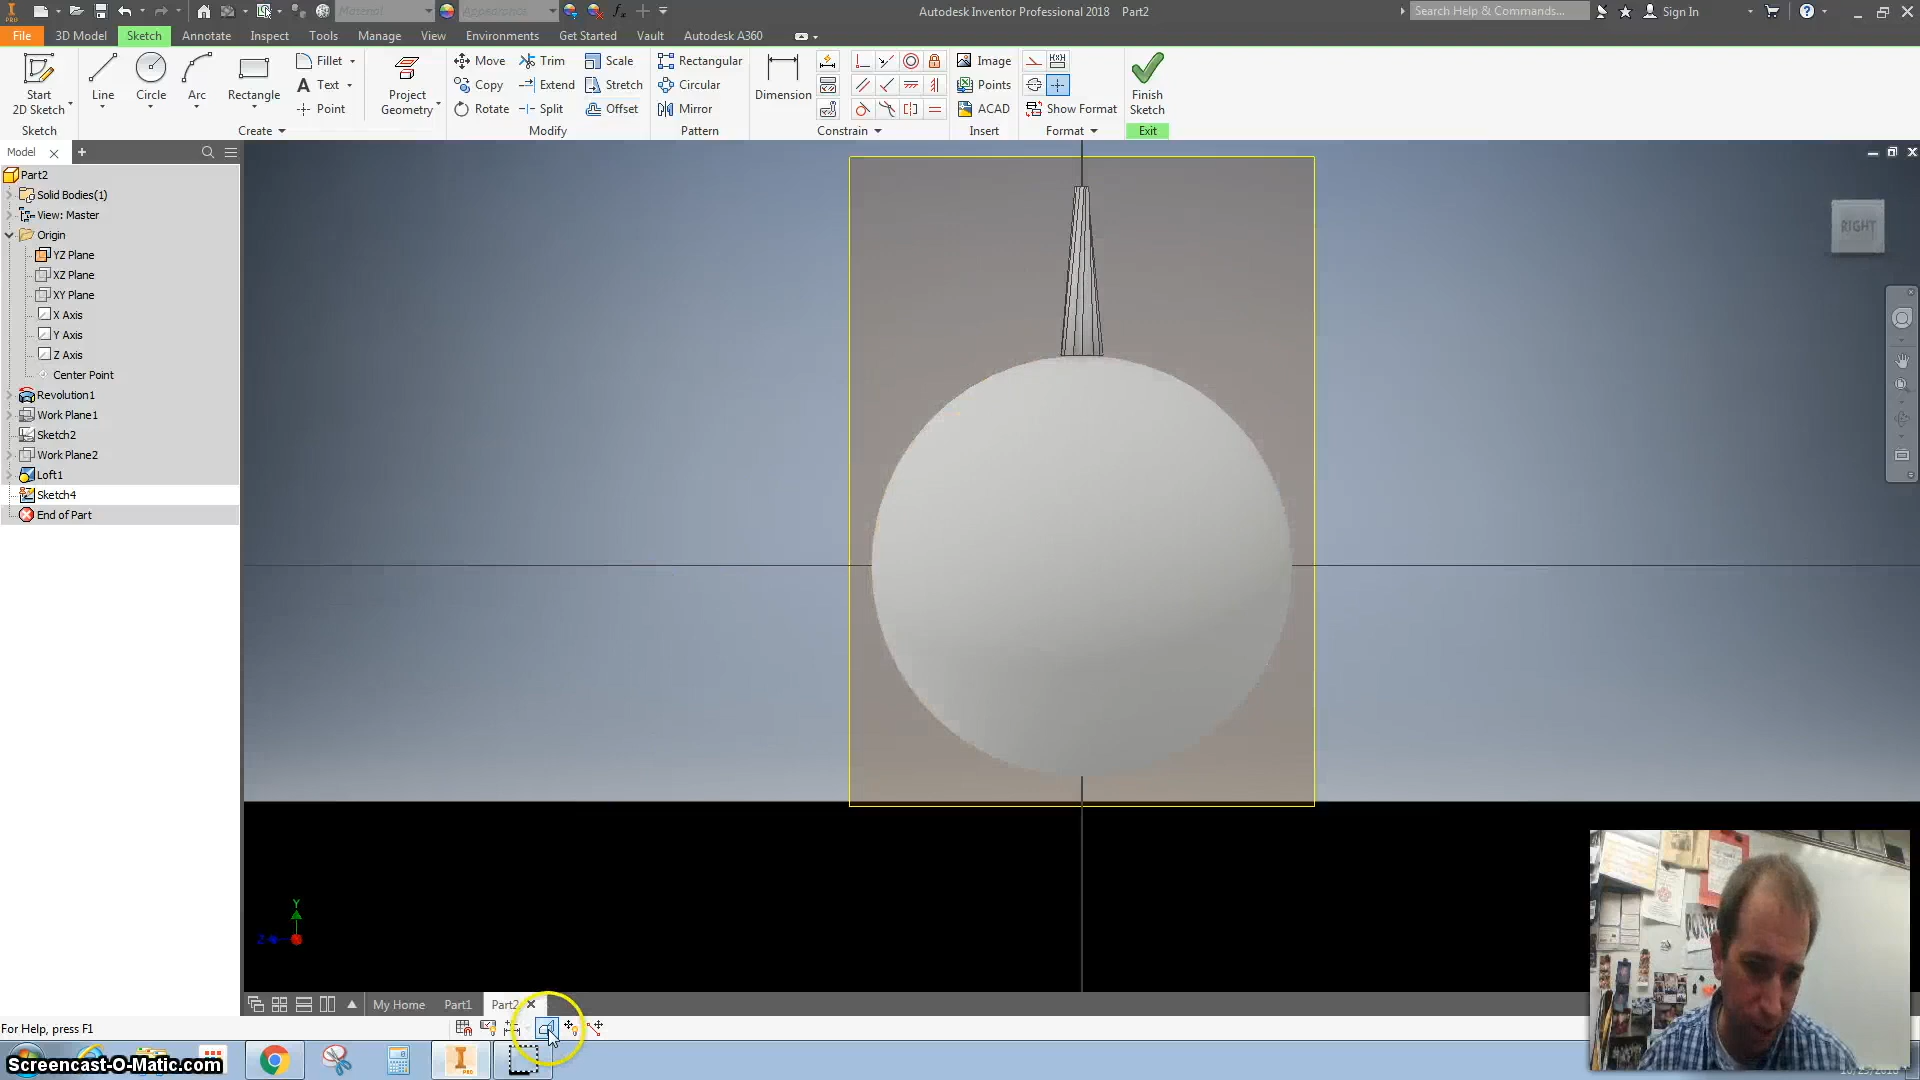 Material
Appearance
Autodesk Inventor Professional 2018 Part2
Search Help & Commands...
Sign In
PRO
File 3D Model Sketch Annotate Inspect Tools Manage View Environments Get Started Vault Autodesk A360
Start
2D Sketch
Line
Circle
Arc
Rectangle
Fillet
Text
Point
Project
Geometry
Move
Copy
Rotate
Trim
Extend
Split
Scale
Stretch
Offset
Rectangular
Circular
Mirror
Dimension
Image
Points
ACAD
Show Format
Finish
Sketch
Sketch Create Modify Pattern Constrain Insert Format Exit
Model
Part2
Solid Bodies(1)
View: Master
Origin
YZ Plane
XZ Plane
XY Plane
X Axis
Y Axis
Z Axis
Center Point
Revolution1
Work Plane1
Sketch2
Work Plane2
Loft1
Sketch4
End of Part
RIGHT
Y
Z
My Home Part1 Part2
For Help, press F1
Screencast-O-Matic.com